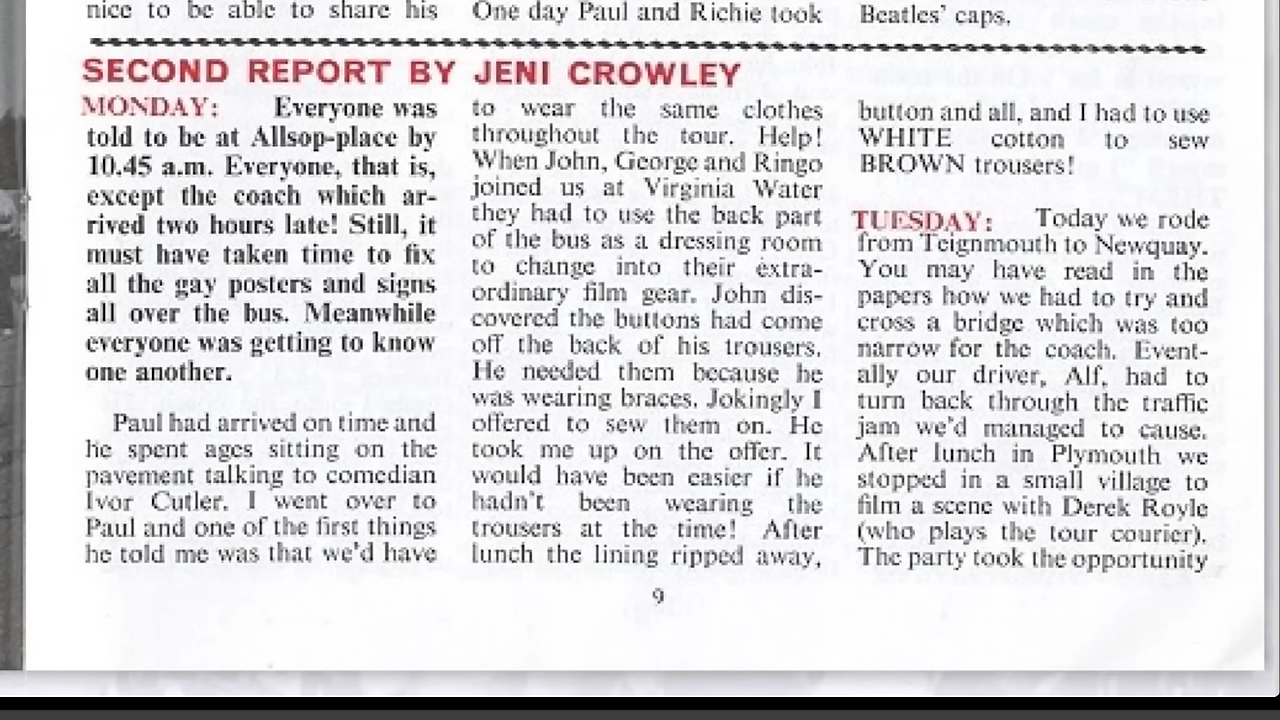 nice to be able to share his
One day Paul and Richie took
Beatles' caps.
SECOND REPORT BY JENI CROWLEY
MONDAY: Everyone was
told to be at Allsop-place by
10.45 a.m. Everyone, that is,
except the coach which ar-
rived two hours late! Still, it
must have taken time to fix
all the gay posters and signs
all over the bus. Meanwhile
everyone was getting to know
one another.
Paul had arrived on time and
he spent ages sitting on the
pavement talking to comedian
Ivor Cutler. I went over to
Paul and one of the first things
he told me was that we'd have
to wear the same clothes
throughout the tour. Help!
When John, George and Ringo
joined us at Virginia Water
they had to use the back part
of the bus as a dressing room
to change into their extra-
ordinary film gear. John dis-
covered the buttons had come
off the back of his trousers.
He needed them because he
was wearing braces. Jokingly I
offered to sew them on. He
took me up on the offer. It
would have been easier if he
hadn't been wearing the
trousers at the time! After
lunch the lining ripped away,
button and all, and I had to use
WHITE cotton to sew
BROWN trousers!
TUESDAY: Today we rode
from Teignmouth to Newquay.
You may have read in the
papers how we had to try and
cross a bridge which was too
narrow for the coach. Event-
ally our driver, Alf, had to
turn back through the traffic
jam we'd managed to cause.
After lunch in Plymouth we
stopped in a small village to
film a scene with Derek Royle
(who plays the tour courier).
The party took the opportunity
9